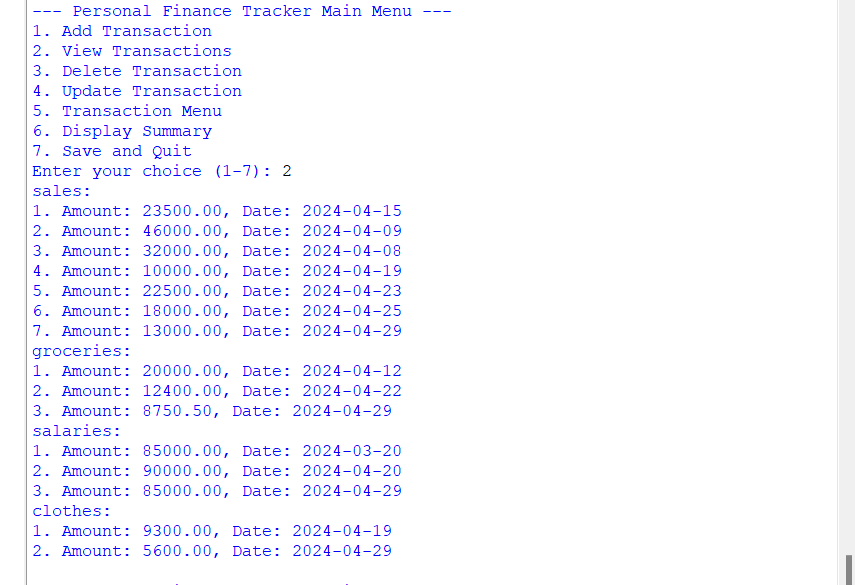 --- Personal Finance Tracker Main Menu ---
1. Add Transaction
2. View Transactions
3. Delete Transaction
4. Update Transaction
5. Transaction Menu
6. Display Summary
7. Save and Quit
Enter your choice (1-7): 2
sales:
1. Amount: 23500.00, Date: 2024-04-15
2. Amount: 46000.00, Date: 2024-04-09
3. Amount: 32000.00, Date: 2024-04-08
4. Amount: 10000.00, Date: 2024-04-19
5. Amount: 22500.00, Date: 2024-04-23
6. Amount: 18000.00, Date: 2024-04-25
7. Amount: 13000.00, Date: 2024-04-29
groceries:
1. Amount: 20000.00, Date: 2024-04-12
2. Amount: 12400.00, Date: 2024-04-22
3. Amount: 8750.50, Date: 2024-04-29
salaries:
1. Amount: 85000.00, Date: 2024-03-20
2. Amount: 90000.00, Date: 2024-04-20
3. Amount: 85000.00, Date: 2024-04-29
clothes:
1. Amount: 9300.00, Date: 2024-04-19
2. Amount: 5600.00, Date: 2024-04-29